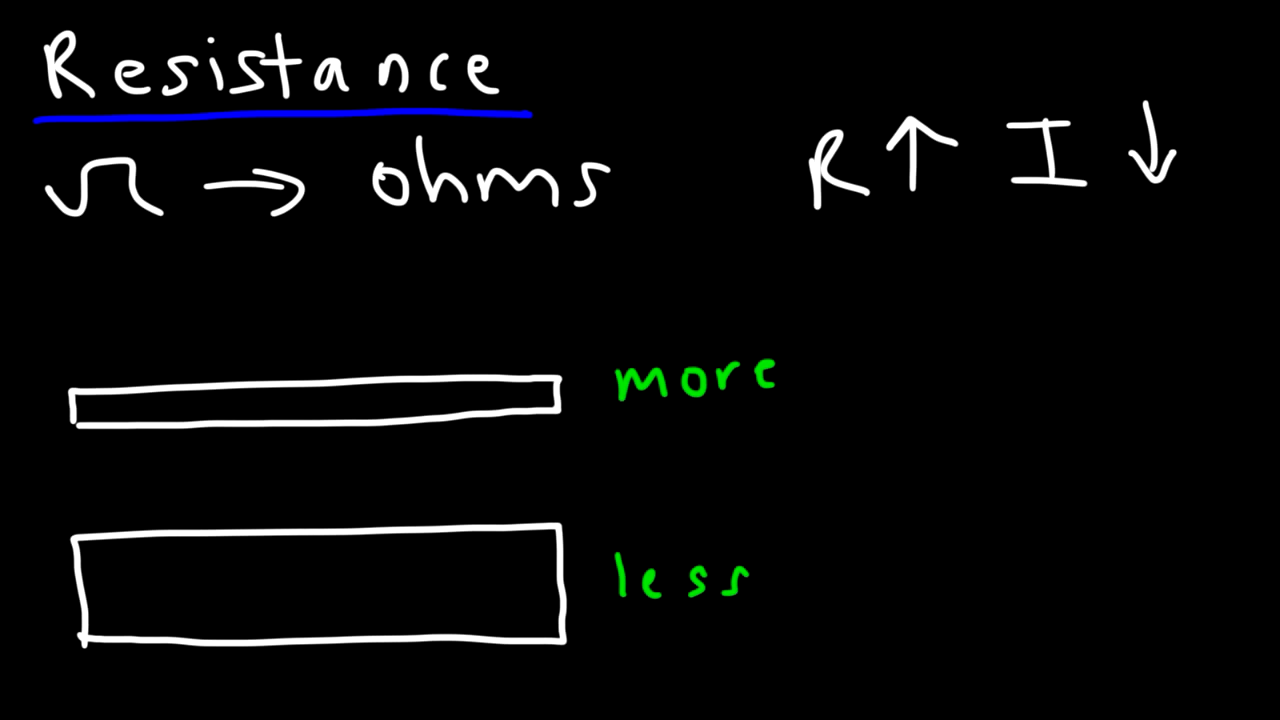 Resistance
Ω → ohms
R ↑ I ↓
more
less